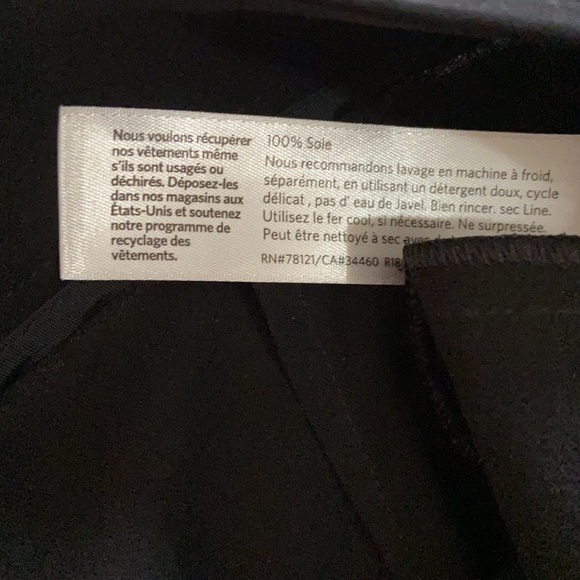 Nous voulons récupérer
nos vêtements même
s'ils sont usagés ou
déchirés. Déposez-les
dans nos magasins aux
États-Unis et soutenez
notre programme de
recyclage des
vêtements.
100% Soie
Nous recommandons lavage en machine à froid,
séparément, en utilisant un détergent doux, cycle
délicat , pas d' eau de Javel. Bien rincer. sec Line.
Utilisez le fer cool, si nécessaire. Ne surpressée.
Peut être nettoyé à sec avec
RN#78121/CA#34460 R18